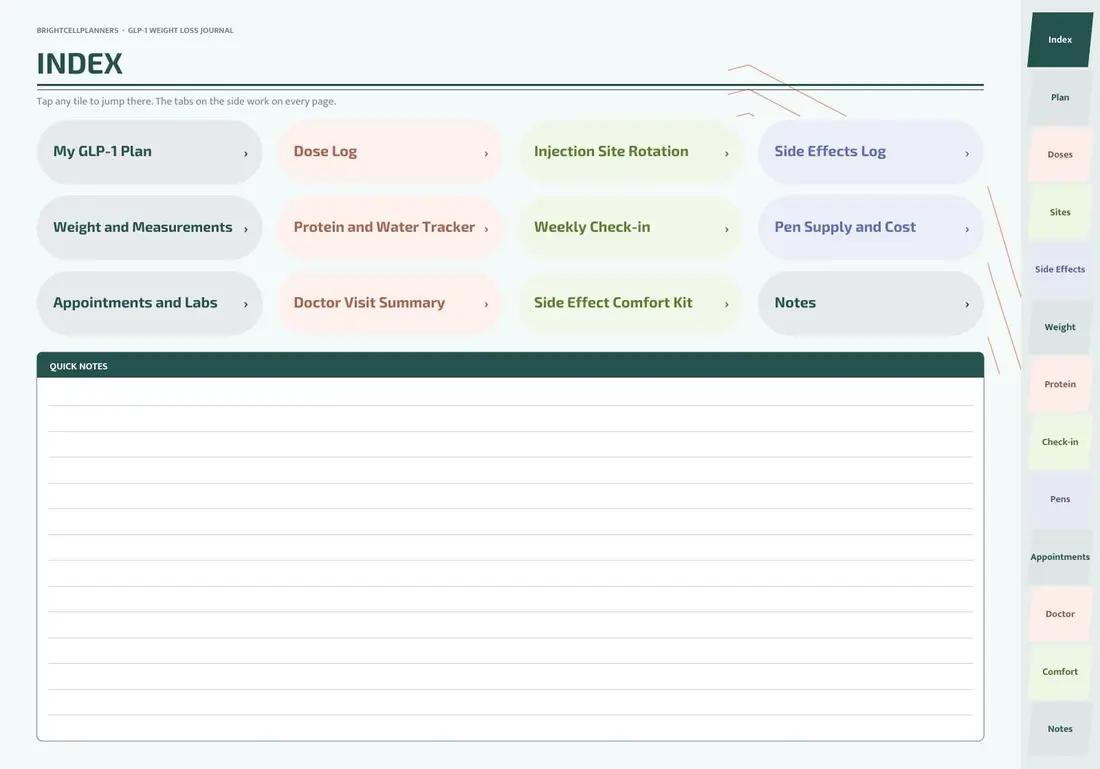 BRIGHTCELLPLANNERS - GLP-1 WEIGHT LOSS JOURNAL
INDEX
Tap any tile to jump there. The tabs on the side work on every page.
My GLP-1 Plan ›
Dose Log ›
Injection Site Rotation ›
Side Effects Log ›
Weight and Measurements ›
Protein and Water Tracker ›
Weekly Check-in ›
Pen Supply and Cost ›
Appointments and Labs ›
Doctor Visit Summary ›
Side Effect Comfort Kit ›
Notes ›
QUICK NOTES
Index
Plan
Doses
Sites
Side Effects
Weight
Protein
Check-in
Pens
Appointments
Doctor
Comfort
Notes